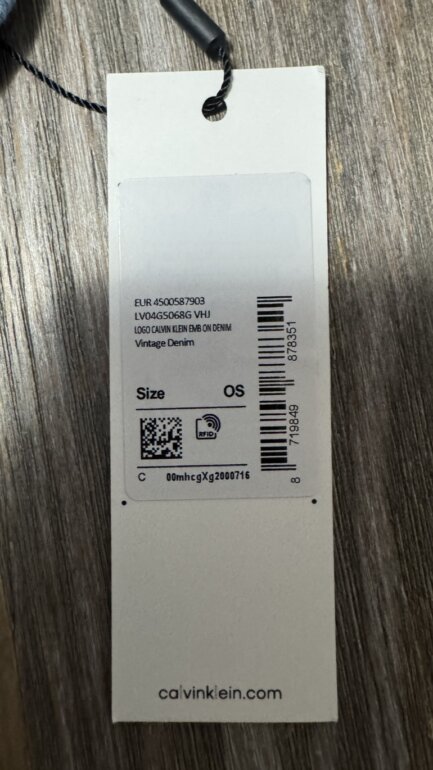 EUR 4500587903
LV04G5068G VHJ
LOGO CALVIN KLEIN EMB ON DENIM
Vintage Denim
Size OS
RFID
C 00mhcgXg2000716
8 719849 878351
calvinklein.com